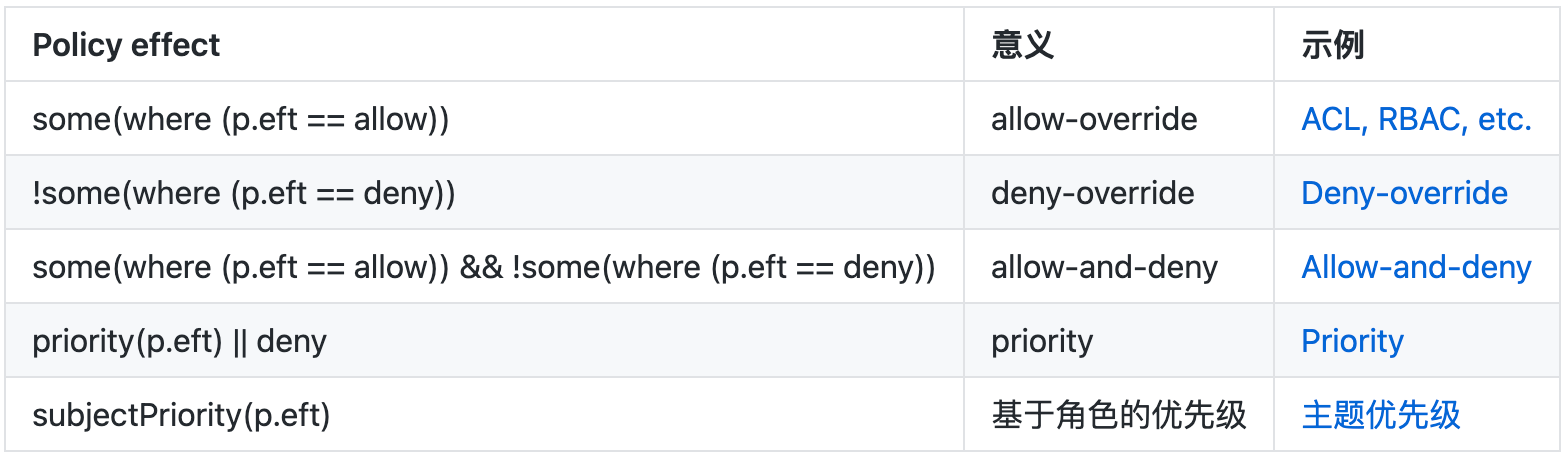 Policy effect 意义 示例
some(where (p.eft == allow)) allow-override ACL, RBAC, etc.
!some(where (p.eft == deny)) deny-override Deny-override
some(where (p.eft == allow)) && !some(where (p.eft == deny)) allow-and-deny Allow-and-deny
priority(p.eft) || deny priority Priority
subjectPriority(p.eft) 基于角色的优先级 主题优先级